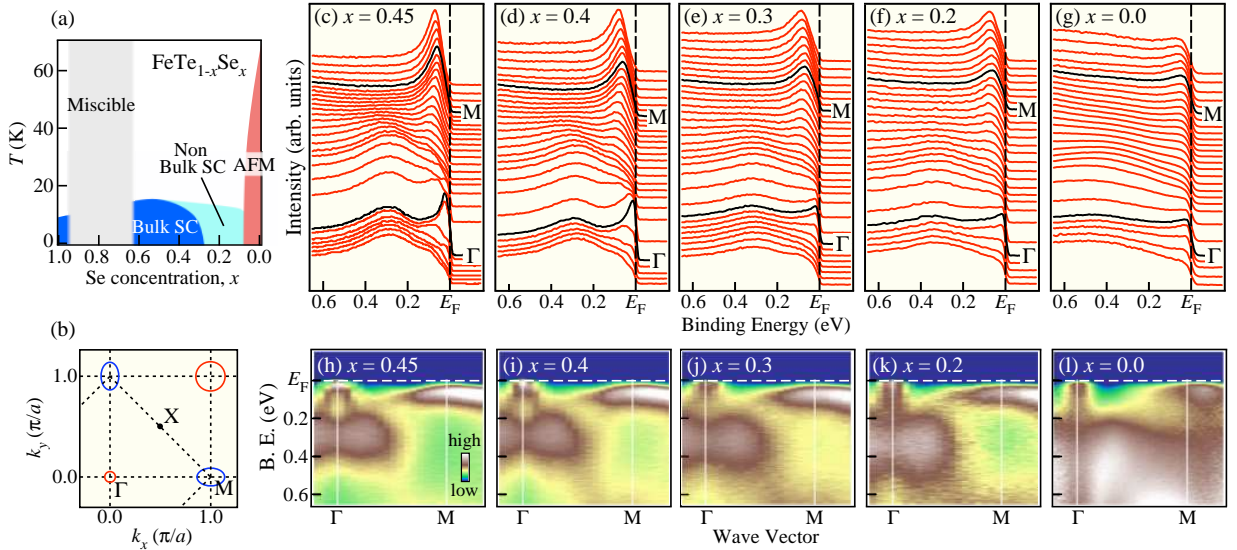 (a)
60
40
20
0
T (K)
FeTe1-xSex
Miscible
Non
Bulk SC
AFM
Bulk SC
1.0 0.8 0.6 0.4 0.2 0.0
Se concentration, x
(b)
1.0
0.0
ky (π/a)
X
Γ
M
0.0 1.0
kx (π/a)
Intensity (arb. units)
(c) x = 0.45
M
Γ
0.6 0.4 0.2 EF
(d) x = 0.4
M
Γ
0.6 0.4 0.2 EF
(e) x = 0.3
M
Γ
0.6 0.4 0.2 EF
(f) x = 0.2
M
Γ
0.6 0.4 0.2 EF
(g) x = 0.0
M
Γ
0.6 0.4 0.2 EF
Binding Energy (eV)
B. E. (eV)
EF
0.2
0.4
0.6
(h) x = 0.45
high
low
Γ M
(i) x = 0.4
Γ M
(j) x = 0.3
Γ M
(k) x = 0.2
Γ M
(l) x = 0.0
Γ M
Wave Vector